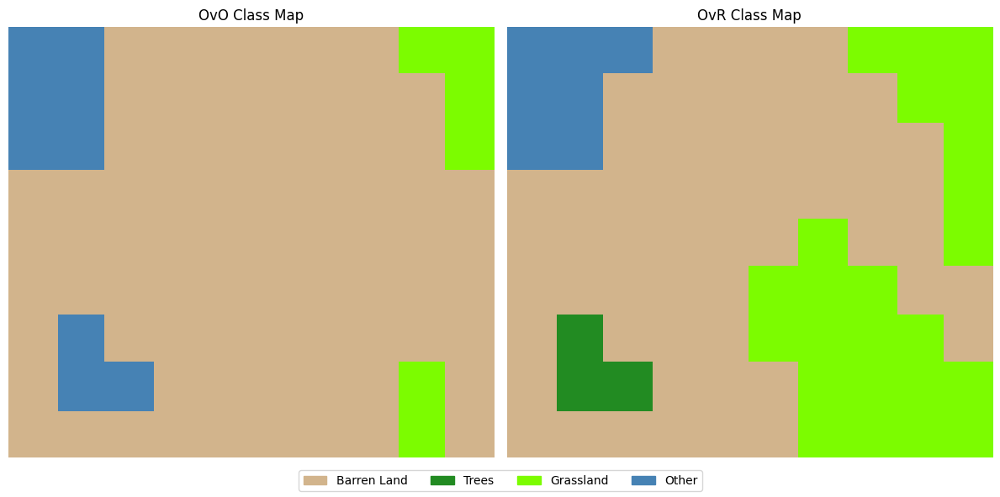 OvO Class Map
OvR Class Map
Barren Land
Trees
Grassland
Other